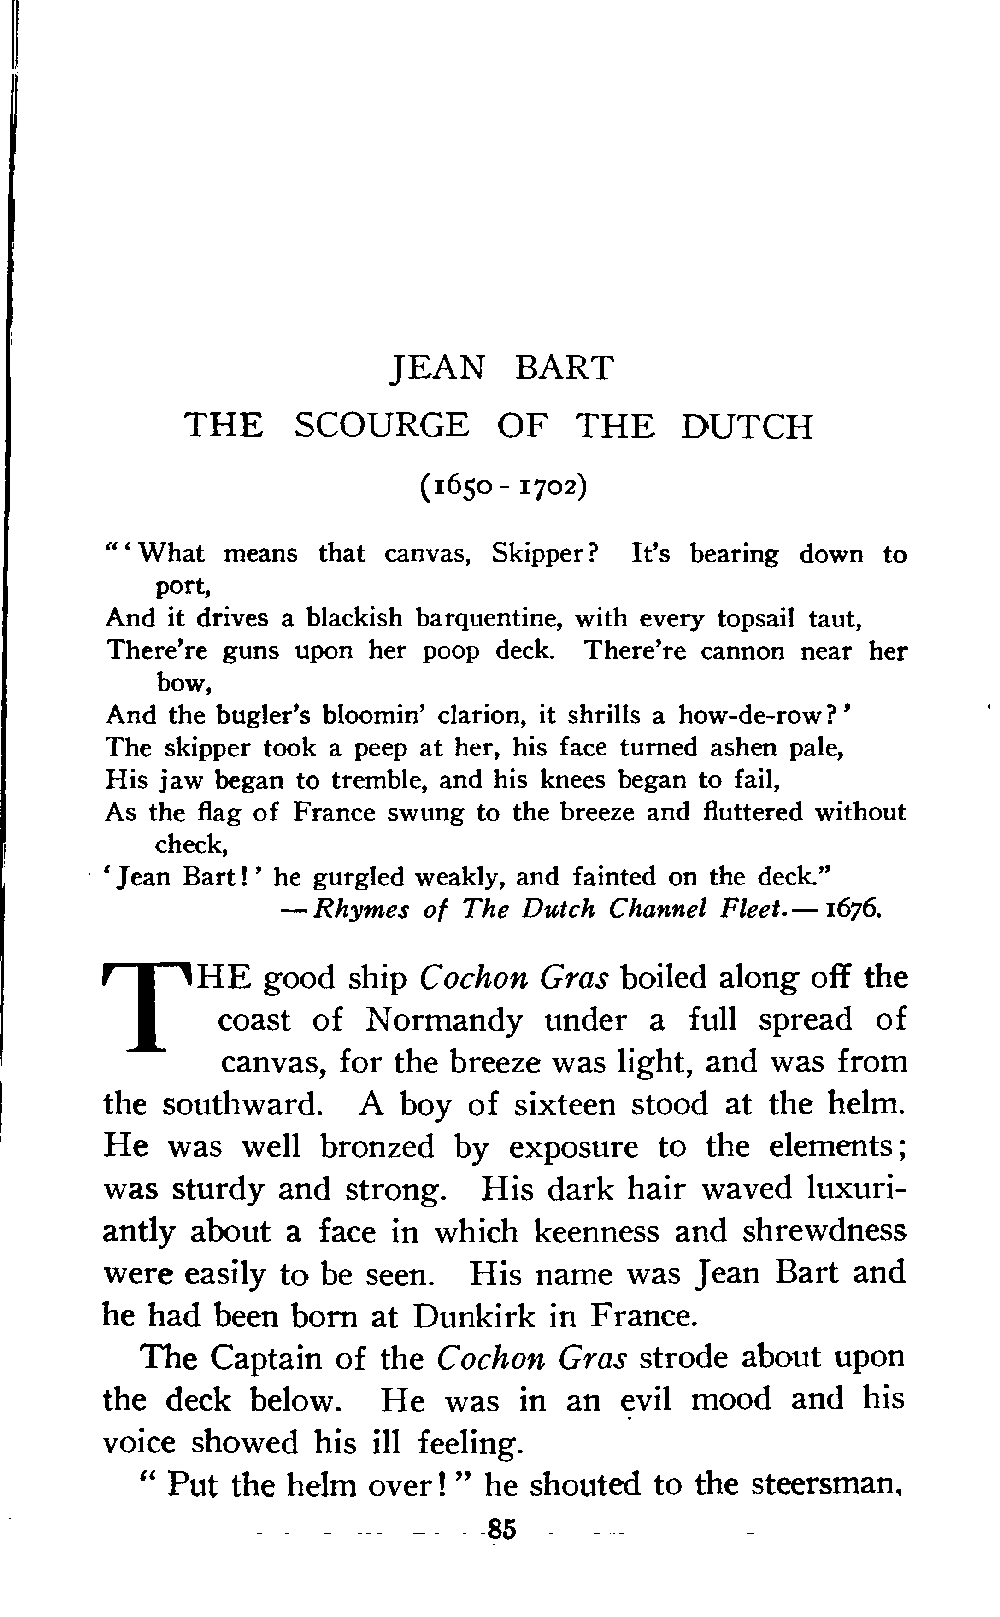 JEAN BART
THE SCOURGE OF THE DUTCH
(1650 - 1702)
"'What means that canvas, Skipper? It's bearing down to
port,
And it drives a blackish barquentine, with every topsail taut,
There're guns upon her poop deck. There're cannon near her
bow,
And the bugler's bloomin' clarion, it shrills a how-de-row?'
The skipper took a peep at her, his face turned ashen pale,
His jaw began to tremble, and his knees began to fail,
As the flag of France swung to the breeze and fluttered without
check,
'Jean Bart!' he gurgled weakly, and fainted on the deck."
— Rhymes of The Dutch Channel Fleet. — 1676.
THE good ship Cochon Gras boiled along off the
coast of Normandy under a full spread of
canvas, for the breeze was light, and was from
the southward. A boy of sixteen stood at the helm.
He was well bronzed by exposure to the elements;
was sturdy and strong. His dark hair waved luxuri-
antly about a face in which keenness and shrewdness
were easily to be seen. His name was Jean Bart and
he had been born at Dunkirk in France.
The Captain of the Cochon Gras strode about upon
the deck below. He was in an evil mood and his
voice showed his ill feeling.
"Put the helm over!" he shouted to the steersman,
85